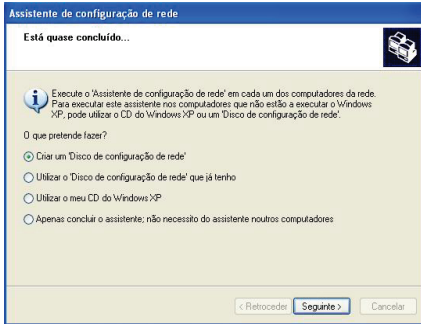 Assistente de configuração de rede
Está quase concluído...
Execute o 'Assistente de configuração de rede' em cada um dos computadores da rede.
Para executar este assistente nos computadores que não estão a executar o Windows
XP, pode utilizar o CD do Windows XP ou um 'Disco de configuração de rede'.
O que pretende fazer?
Criar um 'Disco de configuração de rede'
Utilizar o 'Disco de configuração de rede' que já tenho
Utilizar o meu CD do Windows XP
Apenas concluir o assistente; não necessito do assistente noutros computadores
< Retroceder Seguinte > Cancelar